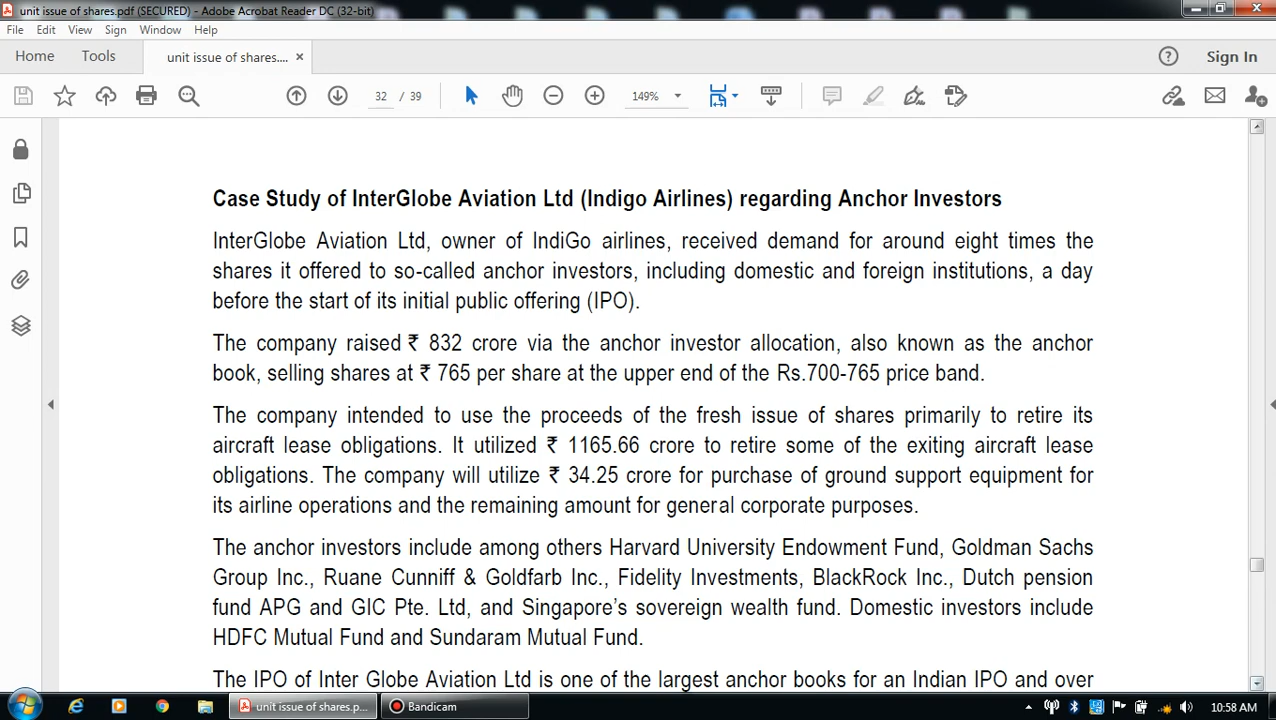 unit issue of shares.pdf (SECURED) - Adobe Acrobat Reader DC (32-bit)
File Edit View Sign Window Help
Home Tools unit issue of shares.... × Sign In
32 / 39 149%
Case Study of InterGlobe Aviation Ltd (Indigo Airlines) regarding Anchor Investors
InterGlobe Aviation Ltd, owner of IndiGo airlines, received demand for around eight times the
shares it offered to so-called anchor investors, including domestic and foreign institutions, a day
before the start of its initial public offering (IPO).
The company raised ₹ 832 crore via the anchor investor allocation, also known as the anchor
book, selling shares at ₹ 765 per share at the upper end of the Rs.700-765 price band.
The company intended to use the proceeds of the fresh issue of shares primarily to retire its
aircraft lease obligations. It utilized ₹ 1165.66 crore to retire some of the exiting aircraft lease
obligations. The company will utilize ₹ 34.25 crore for purchase of ground support equipment for
its airline operations and the remaining amount for general corporate purposes.
The anchor investors include among others Harvard University Endowment Fund, Goldman Sachs
Group Inc., Ruane Cunniff & Goldfarb Inc., Fidelity Investments, BlackRock Inc., Dutch pension
fund APG and GIC Pte. Ltd, and Singapore's sovereign wealth fund. Domestic investors include
HDFC Mutual Fund and Sundaram Mutual Fund.
The IPO of Inter Globe Aviation Ltd is one of the largest anchor books for an Indian IPO and over
unit issue of shares.p... Bandicam 10:58 AM